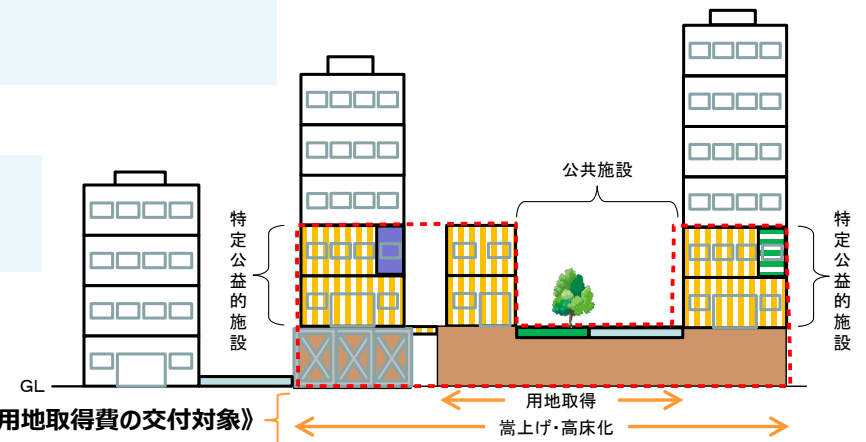 公共施設
特定公益的施設
特定公益的施設
GL
用地取得
用地取得費の交付対象》
嵩上げ・高床化